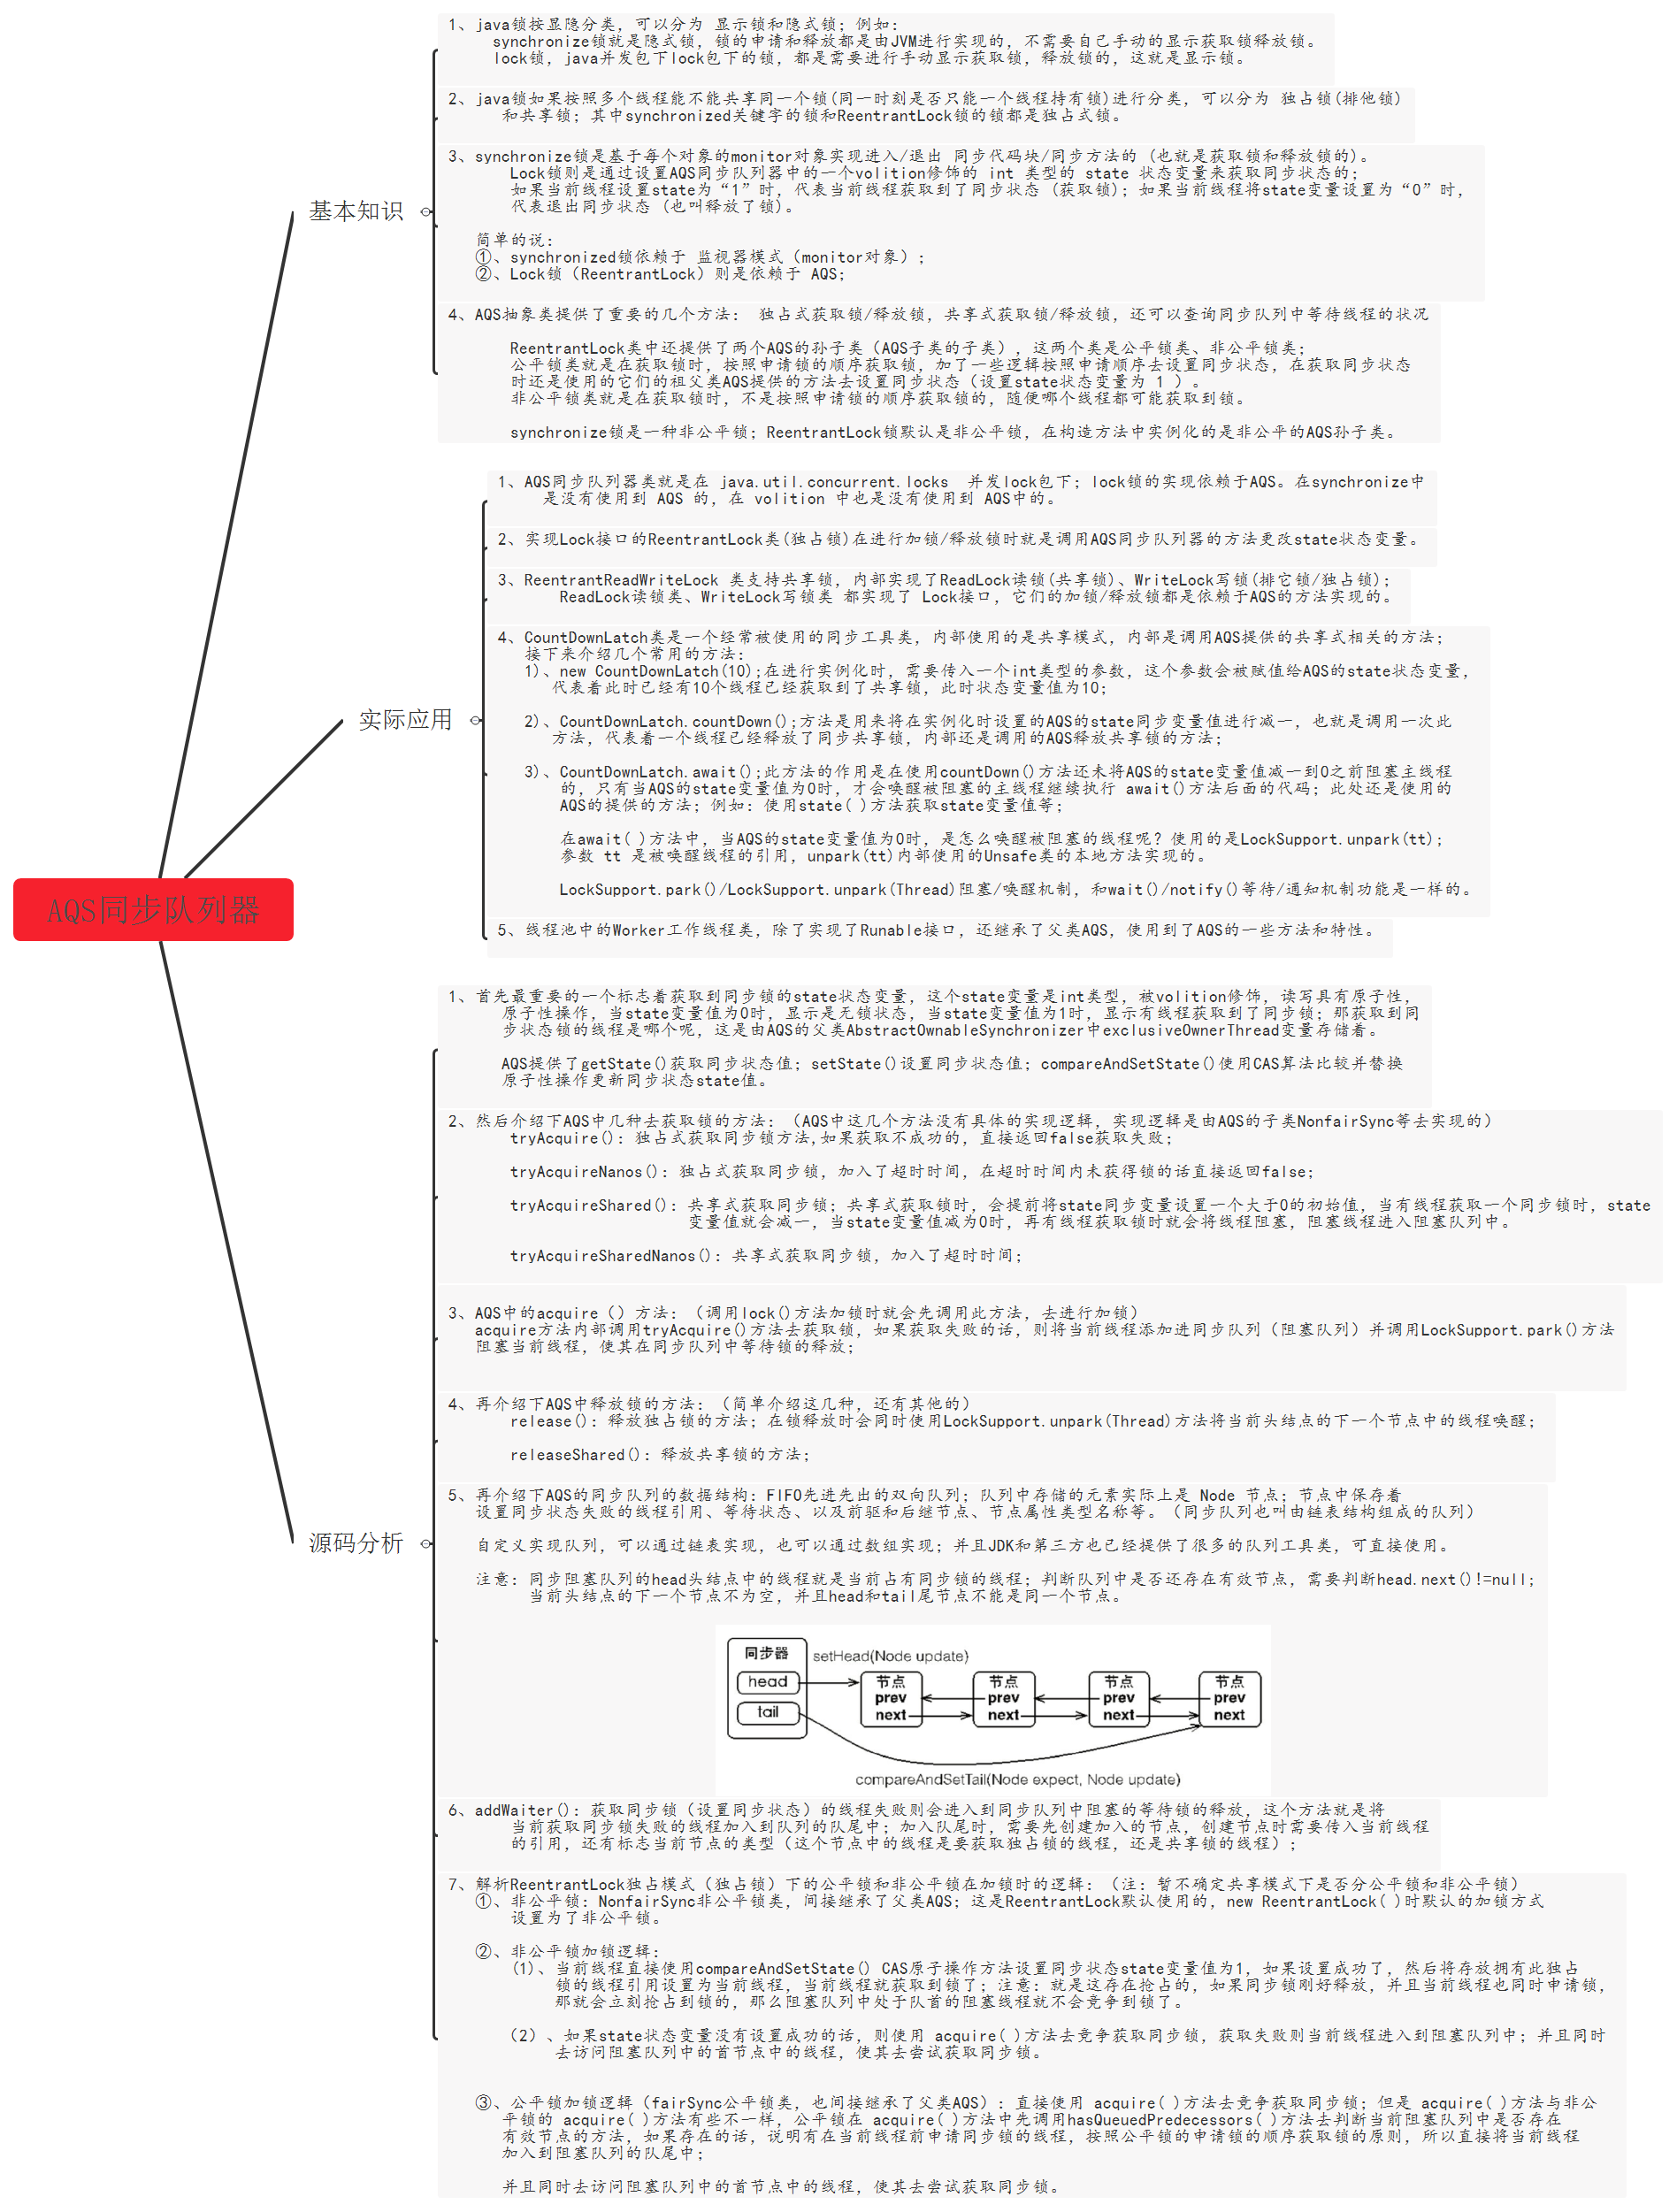 1、java锁按显隐分类，可以分为 显示锁和隐式锁；例如：
synchronize锁就是隐式锁，锁的申请和释放都是由JVM进行实现的，不需要自己手动的显示获取锁释放锁。
lock锁，java并发包下lock包下的锁，都是需要进行手动显示获取锁，释放锁的，这就是显示锁。
2、java锁如果按照多个线程能不能共享同一个锁(同一时刻是否只能一个线程持有锁)进行分类，可以分为 独占锁(排他锁)
和共享锁；其中synchronized关键字的锁和ReentrantLock锁的锁都是独占式锁。
3、synchronize锁是基于每个对象的monitor对象实现进入/退出 同步代码块/同步方法的（也就是获取锁和释放锁的）。
Lock锁则是通过设置AQS同步队列器中的一个volition修饰的 int 类型的 state 状态变量来获取同步状态的；
如果当前线程设置state为“1”时，代表当前线程获取到了同步状态（获取锁）；如果当前线程将state变量设置为“0”时，
代表退出同步状态（也叫释放了锁）。
简单的说：
①、synchronized锁依赖于 监视器模式（monitor对象）；
②、Lock锁（ReentrantLock）则是依赖于 AQS；
4、AQS抽象类提供了重要的几个方法： 独占式获取锁/释放锁，共享式获取锁/释放锁，还可以查询同步队列中等待线程的状况
ReentrantLock类中还提供了两个AQS的孙子类（AQS子类的子类），这两个类是公平锁类、非公平锁类；
公平锁类就是在获取锁时，按照申请锁的顺序获取锁，加了一些逻辑按照申请顺序去设置同步状态，在获取同步状态
时还是使用的它们的祖父类AQS提供的方法去设置同步状态（设置state状态变量为 1 ）。
非公平锁类就是在获取锁时，不是按照申请锁的顺序获取锁的，随便哪个线程都可能获取到锁。
synchronize锁是一种非公平锁；ReentrantLock锁默认是非公平锁，在构造方法中实例化的是非公平的AQS孙子类。
基本知识
1、AQS同步队列器类就是在 java.util.concurrent.locks  并发lock包下；lock锁的实现依赖于AQS。在synchronize中
是没有使用到 AQS 的，在 volition 中也是没有使用到 AQS中的。
2、实现Lock接口的ReentrantLock类(独占锁)在进行加锁/释放锁时就是调用AQS同步队列器的方法更改state状态变量。
3、ReentrantReadWriteLock 类支持共享锁，内部实现了ReadLock读锁(共享锁)、WriteLock写锁(排它锁/独占锁)；
ReadLock读锁类、WriteLock写锁类 都实现了 Lock接口，它们的加锁/释放锁都是依赖于AQS的方法实现的。
4、CountDownLatch类是一个经常被使用的同步工具类，内部使用的是共享模式，内部是调用AQS提供的共享式相关的方法；
接下来介绍几个常用的方法：
1)、new CountDownLatch(10);在进行实例化时，需要传入一个int类型的参数，这个参数会被赋值给AQS的state状态变量，
代表着此时已经有10个线程已经获取到了共享锁，此时状态变量值为10；
2)、CountDownLatch.countDown();方法是用来将在实例化时设置的AQS的state同步变量值进行减一，也就是调用一次此
方法，代表着一个线程已经释放了同步共享锁，内部还是调用的AQS释放共享锁的方法；
3)、CountDownLatch.await();此方法的作用是在使用countDown()方法还未将AQS的state变量值减一到0之前阻塞主线程
的，只有当AQS的state变量值为0时，才会唤醒被阻塞的主线程继续执行 await()方法后面的代码；此处还是使用的
AQS的提供的方法；例如：使用state( )方法获取state变量值等；
在await( )方法中，当AQS的state变量值为0时，是怎么唤醒被阻塞的线程呢？使用的是LockSupport.unpark(tt)；
参数 tt 是被唤醒线程的引用，unpark(tt)内部使用的Unsafe类的本地方法实现的。
LockSupport.park()/LockSupport.unpark(Thread)阻塞/唤醒机制，和wait()/notify()等待/通知机制功能是一样的。
5、线程池中的Worker工作线程类，除了实现了Runable接口，还继承了父类AQS，使用到了AQS的一些方法和特性。
实际应用
AQS同步队列器
1、首先最重要的一个标志着获取到同步锁的state状态变量，这个state变量是int类型，被volition修饰，读写具有原子性，
原子性操作，当state变量值为0时，显示是无锁状态，当state变量值为1时，显示有线程获取到了同步锁；那获取到同
步状态锁的线程是哪个呢，这是由AQS的父类AbstractOwnableSynchronizer中exclusiveOwnerThread变量存储着。
AQS提供了getState()获取同步状态值；setState()设置同步状态值；compareAndSetState()使用CAS算法比较并替换
原子性操作更新同步状态state值。
2、然后介绍下AQS中几种去获取锁的方法：（AQS中这几个方法没有具体的实现逻辑，实现逻辑是由AQS的子类NonfairSync等去实现的）
tryAcquire()：独占式获取同步锁方法,如果获取不成功的，直接返回false获取失败；
tryAcquireNanos()：独占式获取同步锁，加入了超时时间，在超时时间内未获得锁的话直接返回false；
tryAcquireShared()：共享式获取同步锁；共享式获取锁时，会提前将state同步变量设置一个大于0的初始值，当有线程获取一个同步锁时，state
变量值就会减一，当state变量值减为0时，再有线程获取锁时就会将线程阻塞，阻塞线程进入阻塞队列中。
tryAcquireSharedNanos()：共享式获取同步锁，加入了超时时间；
3、AQS中的acquire（）方法：（调用lock()方法加锁时就会先调用此方法，去进行加锁）
acquire方法内部调用tryAcquire()方法去获取锁，如果获取失败的话，则将当前线程添加进同步队列（阻塞队列）并调用LockSupport.park()方法
阻塞当前线程，使其在同步队列中等待锁的释放；
4、再介绍下AQS中释放锁的方法：（简单介绍这几种，还有其他的）
release()：释放独占锁的方法；在锁释放时会同时使用LockSupport.unpark(Thread)方法将当前头结点的下一个节点中的线程唤醒；
releaseShared()：释放共享锁的方法；
源码分析
5、再介绍下AQS的同步队列的数据结构：FIFO先进先出的双向队列；队列中存储的元素实际上是 Node 节点；节点中保存着
设置同步状态失败的线程引用、等待状态、以及前驱和后继节点、节点属性类型名称等。（同步队列也叫由链表结构组成的队列）
自定义实现队列，可以通过链表实现，也可以通过数组实现；并且JDK和第三方也已经提供了很多的队列工具类，可直接使用。
注意：同步阻塞队列的head头结点中的线程就是当前占有同步锁的线程；判断队列中是否还存在有效节点，需要判断head.next()!=null；
当前头结点的下一个节点不为空，并且head和tail尾节点不能是同一个节点。
同步器 setHead(Node update)
head 节点 节点 节点 节点
prev prev prev prev
tail next next next next
compareAndSetTail(Node expect, Node update)
6、addWaiter()：获取同步锁（设置同步状态）的线程失败则会进入到同步队列中阻塞的等待锁的释放，这个方法就是将
当前获取同步锁失败的线程加入到队列的队尾中；加入队尾时，需要先创建加入的节点，创建节点时需要传入当前线程
的引用，还有标志当前节点的类型（这个节点中的线程是要获取独占锁的线程，还是共享锁的线程）；
7、解析ReentrantLock独占模式（独占锁）下的公平锁和非公平锁在加锁时的逻辑：（注：暂不确定共享模式下是否分公平锁和非公平锁）
①、非公平锁：NonfairSync非公平锁类，间接继承了父类AQS；这是ReentrantLock默认使用的，new ReentrantLock( )时默认的加锁方式
设置为了非公平锁。
②、非公平锁加锁逻辑：
(1)、当前线程直接使用compareAndSetState() CAS原子操作方法设置同步状态state变量值为1，如果设置成功了，然后将存放拥有此独占
锁的线程引用设置为当前线程，当前线程就获取到锁了；注意：就是这存在抢占的，如果同步锁刚好释放，并且当前线程也同时申请锁，
那就会立刻抢占到锁的，那么阻塞队列中处于队首的阻塞线程就不会竞争到锁了。
（2）、如果state状态变量没有设置成功的话，则使用 acquire( )方法去竞争获取同步锁，获取失败则当前线程进入到阻塞队列中；并且同时
去访问阻塞队列中的首节点中的线程，使其去尝试获取同步锁。
③、公平锁加锁逻辑（fairSync公平锁类，也间接继承了父类AQS）：直接使用 acquire( )方法去竞争获取同步锁；但是 acquire( )方法与非公
平锁的 acquire( )方法有些不一样，公平锁在 acquire( )方法中先调用hasQueuedPredecessors( )方法去判断当前阻塞队列中是否存在
有效节点的方法，如果存在的话，说明有在当前线程前申请同步锁的线程，按照公平锁的申请锁的顺序获取锁的原则，所以直接将当前线程
加入到阻塞队列的队尾中；
并且同时去访问阻塞队列中的首节点中的线程，使其去尝试获取同步锁。